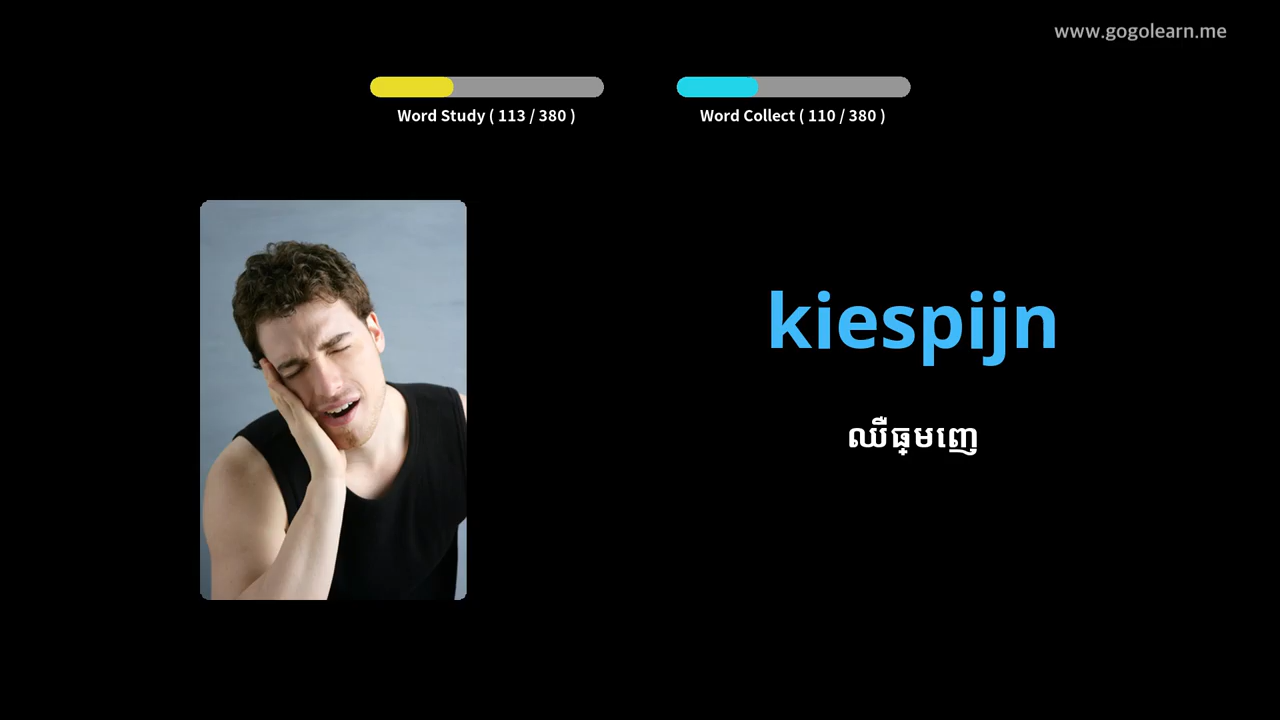 www.gogolearn.me
Word Study ( 113 / 380 )
Word Collect ( 110 / 380 )
kiespijn
ឈឺធ្មេញ